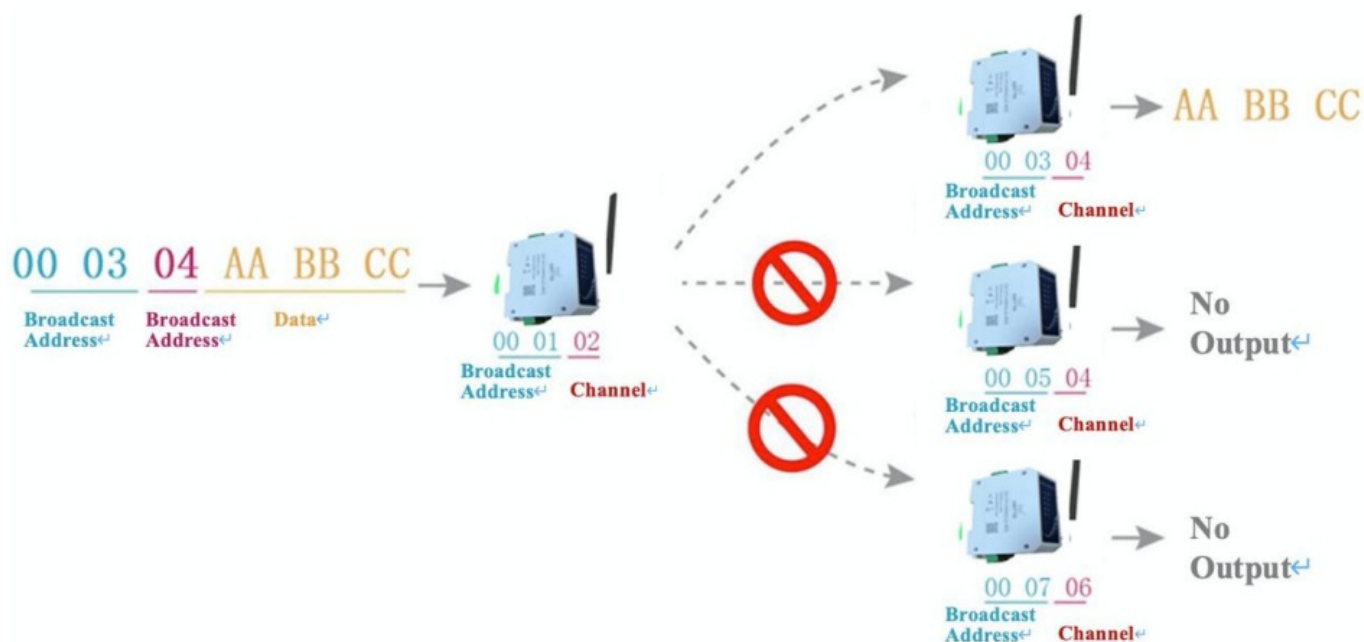 00 03 04 AA BB CC
Broadcast Address↵
Broadcast Address↵
Data↵
00 01 02
Broadcast Address↵
Channel↵
00 03 04
Broadcast Address↵
Channel↵
AA BB CC
00 05 04
Broadcast Address↵
Channel↵
No
Output↵
00 07 06
Broadcast Address↵
Channel↵
No
Output↵